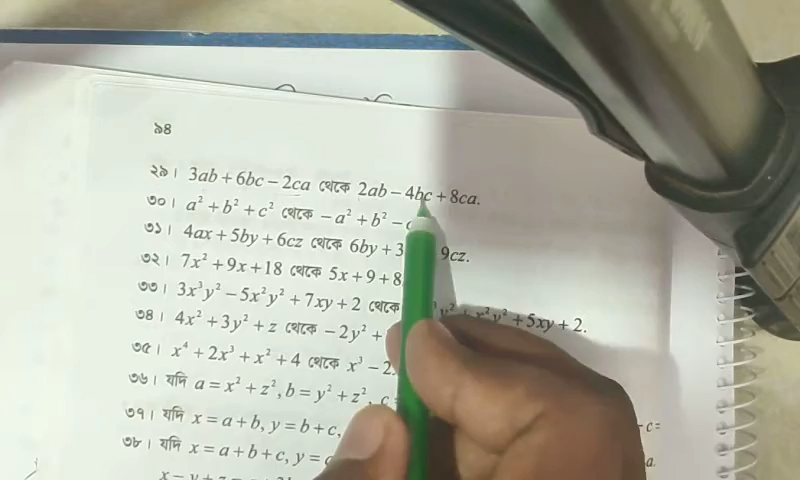 ৯৪
২৯। 3ab + 6bc − 2ca থেকে 2ab − 4bc + 8ca.
৩০। a² + b² + c² থেকে −a² + b² −
৩১। 4ax + 5by + 6cz থেকে 6by + 3 9cz.
৩২। 7x² + 9x + 18 থেকে 5x + 9 + 8
৩৩। 3x³y² − 5x²y² + 7xy + 2 থেকে + x²y² + 5xy + 2.
৩৪। 4x² + 3y² + z থেকে −2y² +
৩৫। x⁴ + 2x³ + x² + 4 থেকে x³ − 2
৩৬। যদি a = x² + z², b = y² + z², c
৩৭। যদি x = a + b, y = b + c, c =
৩৮। যদি x = a + b + c, y = a
x − y + z